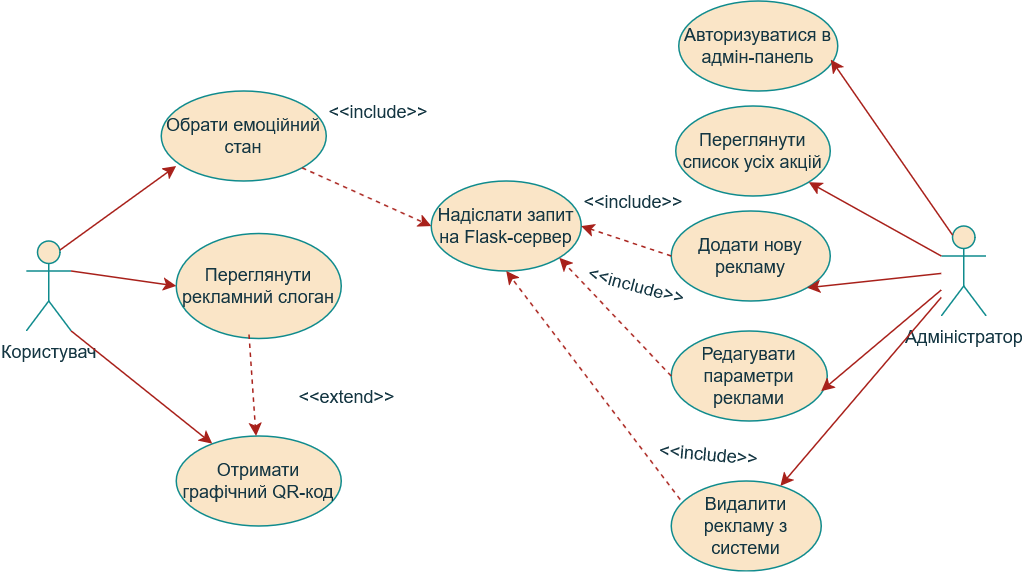 Авторизуватися в
адмін-панель
Обрати емоційний
стан
<<include>>
Переглянути
список усіх акцій
Надіслати запит
на Flask-сервер
<<include>>
Додати нову
рекламу
Переглянути
рекламний слоган
<<include>>
Користувач
Адміністратор
Редагувати
параметри
реклами
<<extend>>
<<include>>
Отримати
графічний QR-код
Видалити
рекламу з
системи